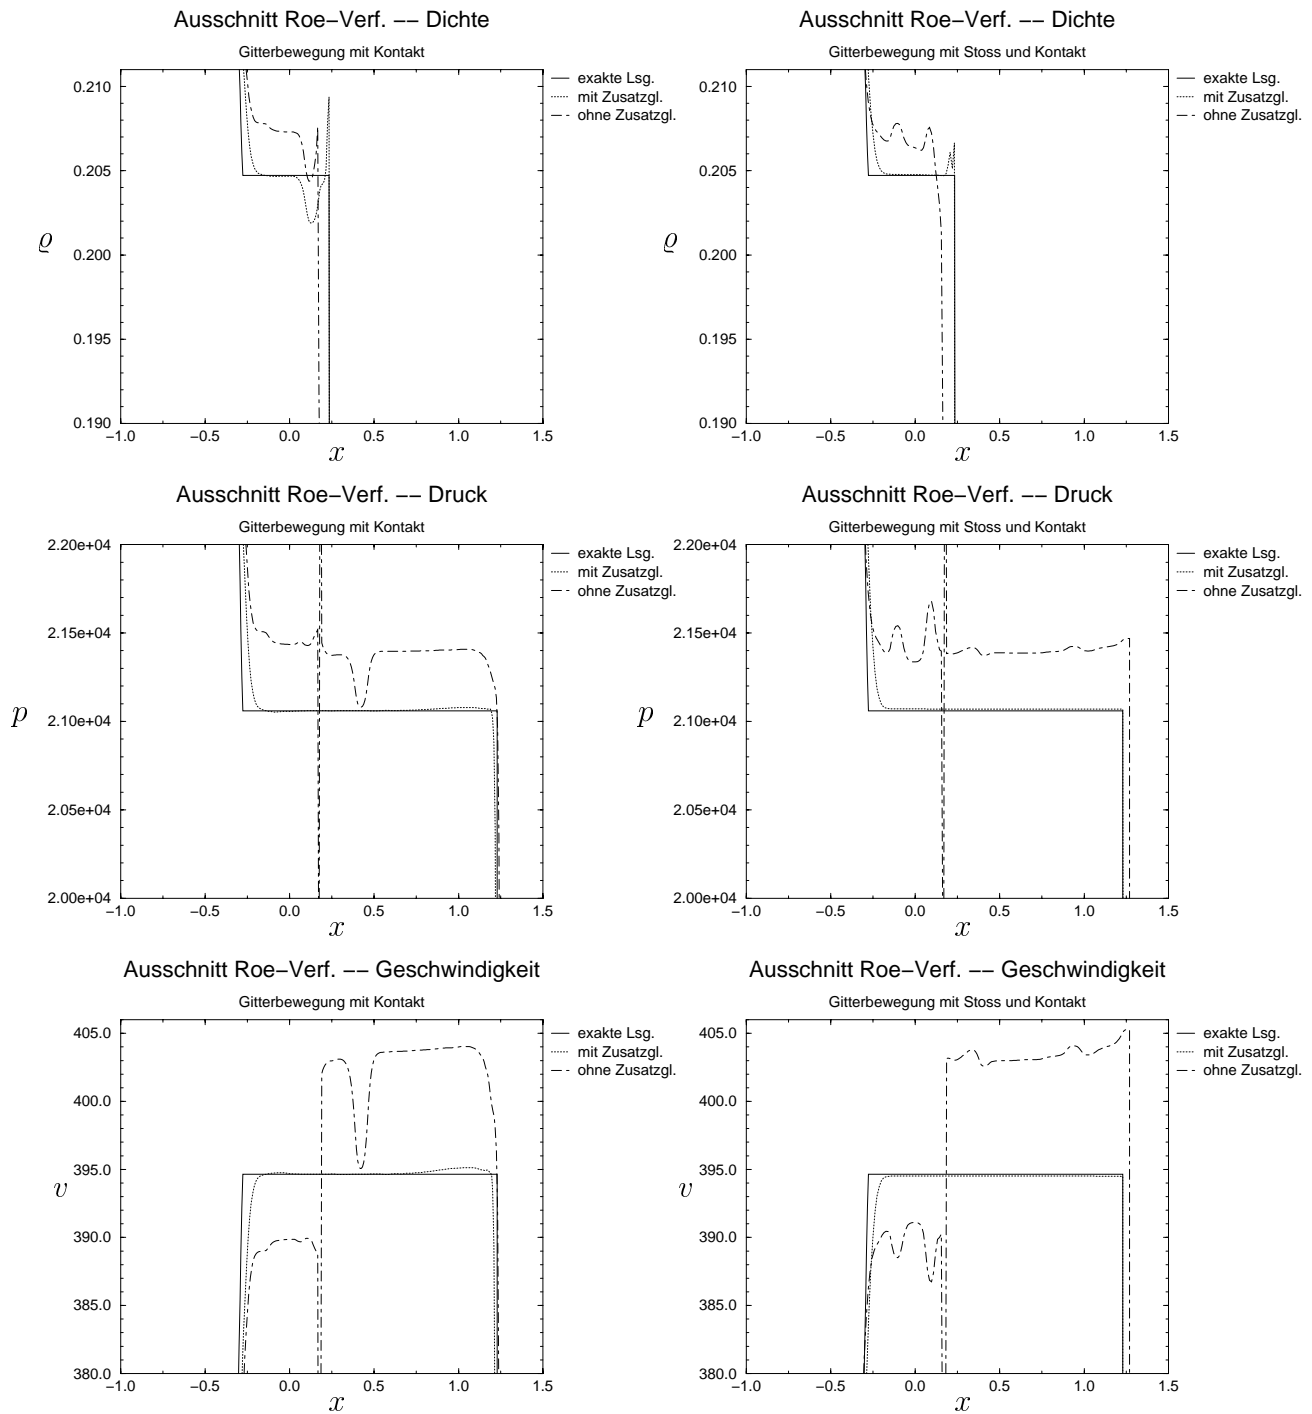 Ausschnitt Roe−Verf. −− Dichte
Gitterbewegung mit Kontakt
exakte Lsg.
mit Zusatzgl.
ohne Zusatzgl.
0.210
0.205
0.200
0.195
0.190
ϱ
−1.0 −0.5 0.0 0.5 1.0 1.5
x
Ausschnitt Roe−Verf. −− Dichte
Gitterbewegung mit Stoss und Kontakt
exakte Lsg.
mit Zusatzgl.
ohne Zusatzgl.
0.210
0.205
0.200
0.195
0.190
ϱ
−1.0 −0.5 0.0 0.5 1.0 1.5
x
Ausschnitt Roe−Verf. −− Druck
Gitterbewegung mit Kontakt
exakte Lsg.
mit Zusatzgl.
ohne Zusatzgl.
2.20e+04
2.15e+04
2.10e+04
2.05e+04
2.00e+04
p
−1.0 −0.5 0.0 0.5 1.0 1.5
x
Ausschnitt Roe−Verf. −− Druck
Gitterbewegung mit Stoss und Kontakt
exakte Lsg.
mit Zusatzgl.
ohne Zusatzgl.
2.20e+04
2.15e+04
2.10e+04
2.05e+04
2.00e+04
p
−1.0 −0.5 0.0 0.5 1.0 1.5
x
Ausschnitt Roe−Verf. −− Geschwindigkeit
Gitterbewegung mit Kontakt
exakte Lsg.
mit Zusatzgl.
ohne Zusatzgl.
405.0
400.0
395.0
390.0
385.0
380.0
v
−1.0 −0.5 0.0 0.5 1.0 1.5
x
Ausschnitt Roe−Verf. −− Geschwindigkeit
Gitterbewegung mit Stoss und Kontakt
exakte Lsg.
mit Zusatzgl.
ohne Zusatzgl.
405.0
400.0
395.0
390.0
385.0
380.0
v
−1.0 −0.5 0.0 0.5 1.0 1.5
x